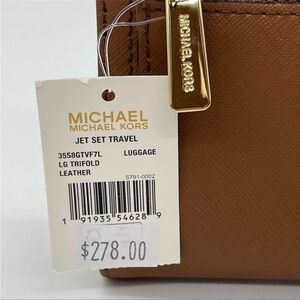 MICHAEL KORS
MICHAEL
MICHAEL KORS
JET SET TRAVEL
35S8GTVF7L LUGGAGE
LG TRIFOLD
LEATHER
S791-0002
1 91935 54628 9
$278.00